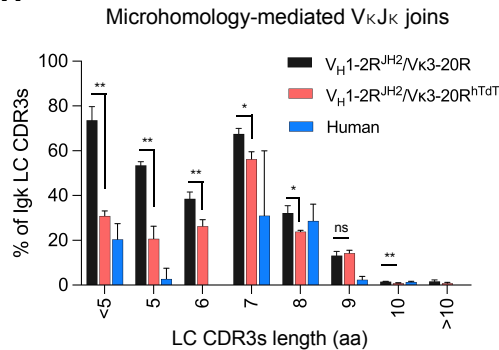 Microhomology-mediated VκJκ joins
% of Igk LC CDR3s
100
80
60
40
20
0
** ** ** * * ns **
VH1-2RJH2/Vκ3-20R
VH1-2RJH2/Vκ3-20RhTdT
Human
<5 5 6 7 8 9 10 >10
LC CDR3s length (aa)